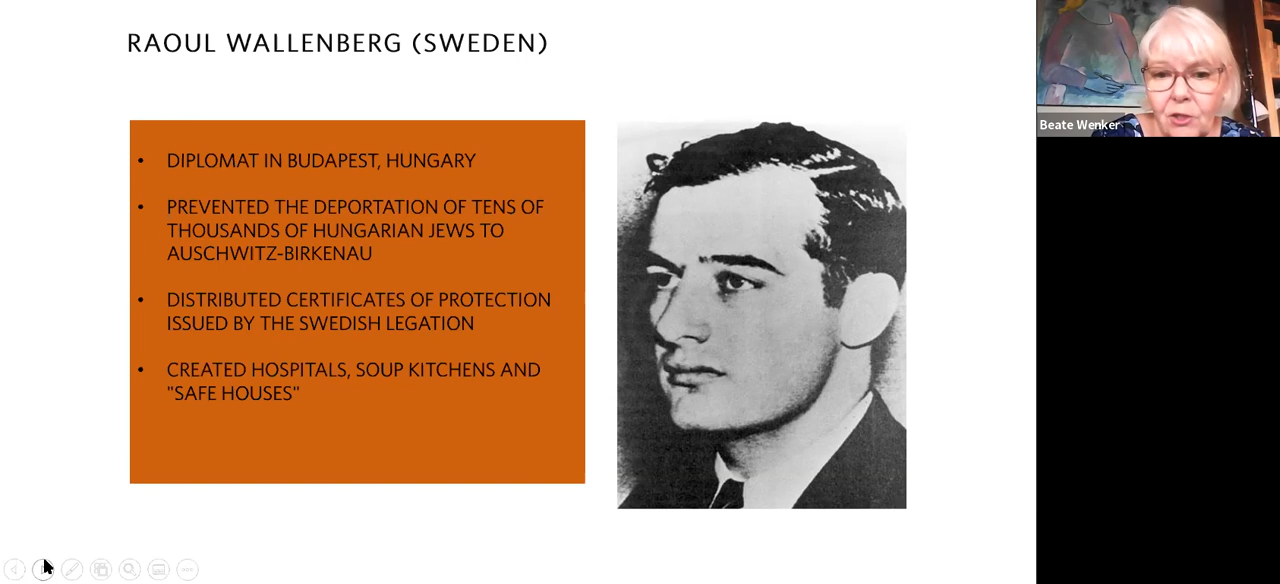 RAOUL WALLENBERG (SWEDEN)
• DIPLOMAT IN BUDAPEST, HUNGARY
• PREVENTED THE DEPORTATION OF TENS OF
THOUSANDS OF HUNGARIAN JEWS TO
AUSCHWITZ-BIRKENAU
• DISTRIBUTED CERTIFICATES OF PROTECTION
ISSUED BY THE SWEDISH LEGATION
• CREATED HOSPITALS, SOUP KITCHENS AND
"SAFE HOUSES"
Beate Wenker